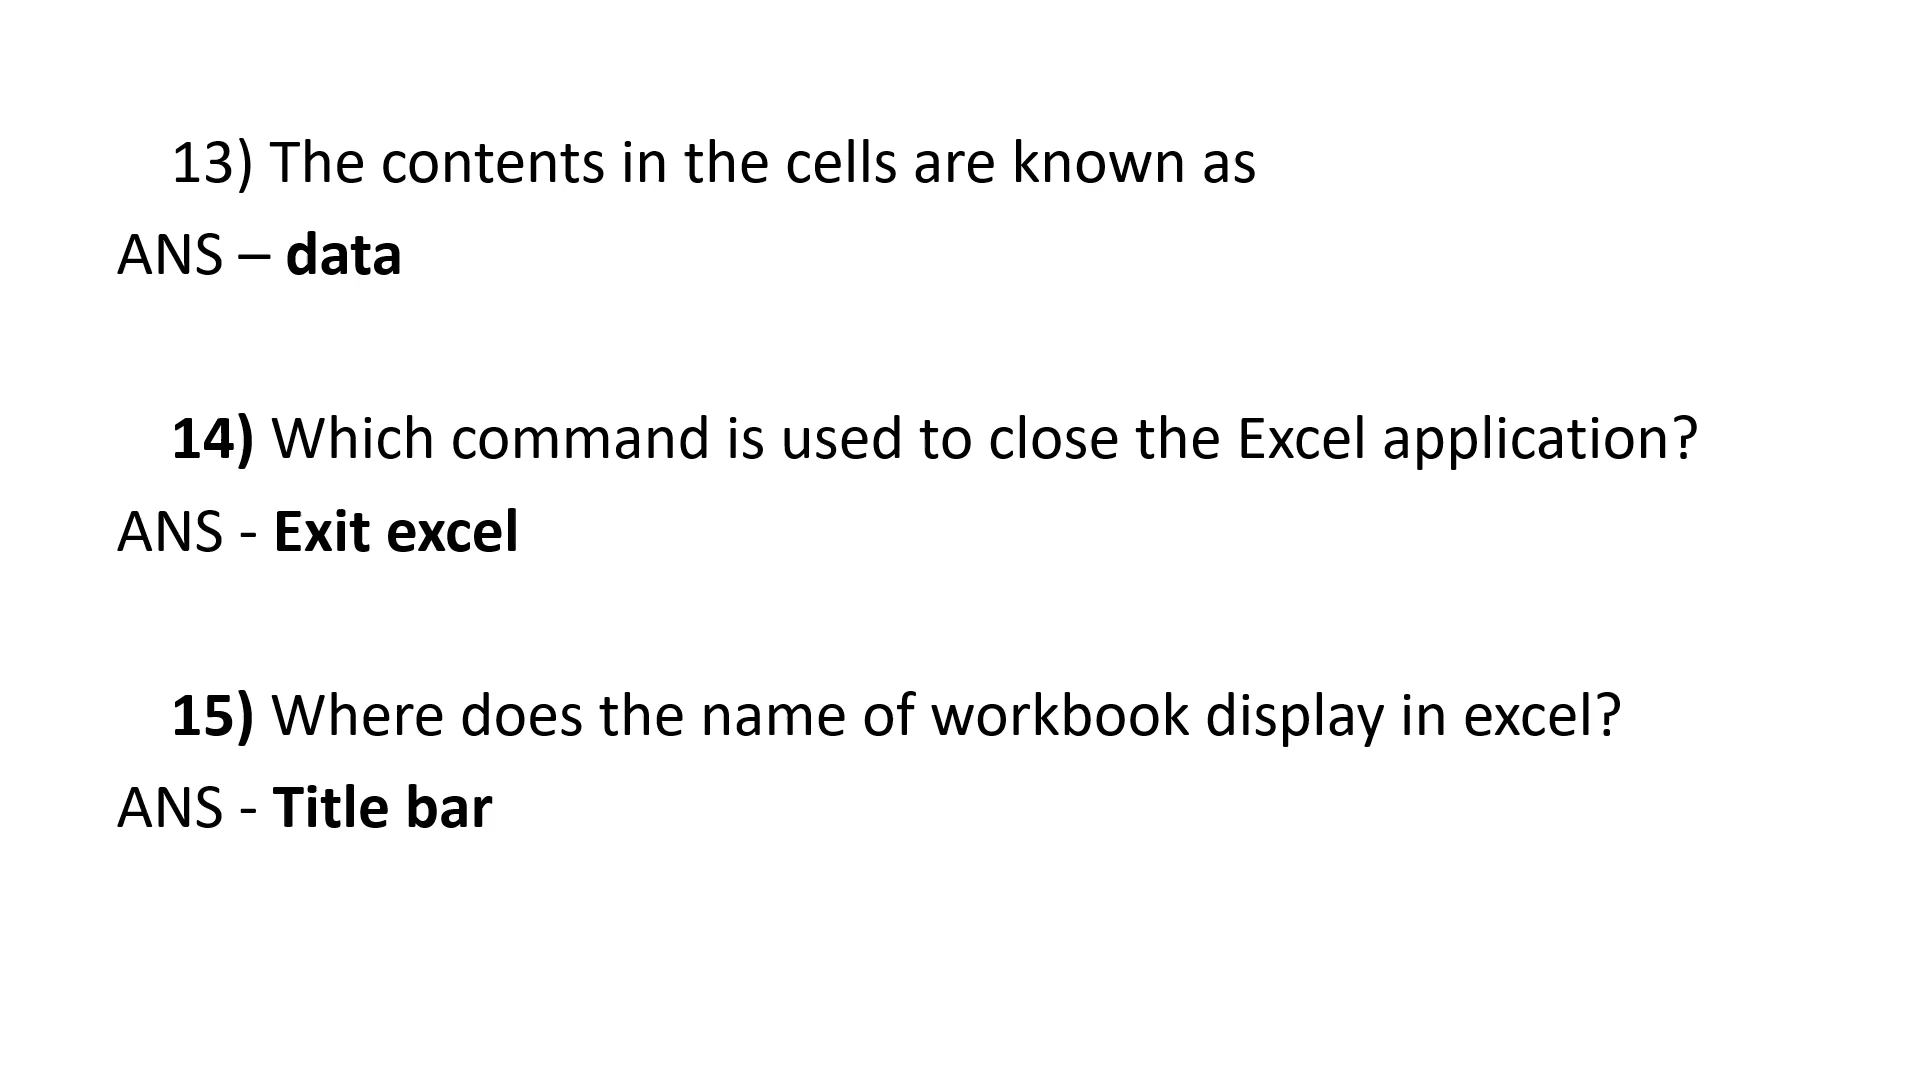 13) The contents in the cells are known as
ANS – data
14) Which command is used to close the Excel application?
ANS - Exit excel
15) Where does the name of workbook display in excel?
ANS - Title bar